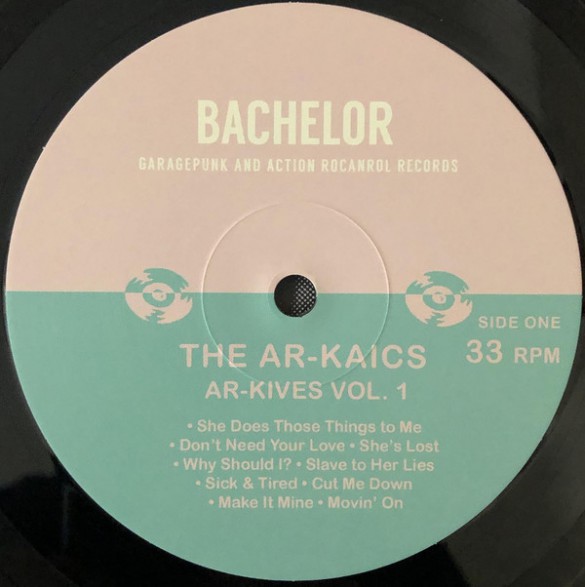 BACHELOR
GARAGEPUNK AND ACTION ROCANROL RECORDS
SIDE ONE
33 RPM
THE AR-KAICS
AR-KIVES VOL. 1
• She Does Those Things to Me
• Don't Need Your Love • She's Lost
• Why Should I? • Slave to Her Lies
• Sick & Tired • Cut Me Down
• Make It Mine • Movin' On